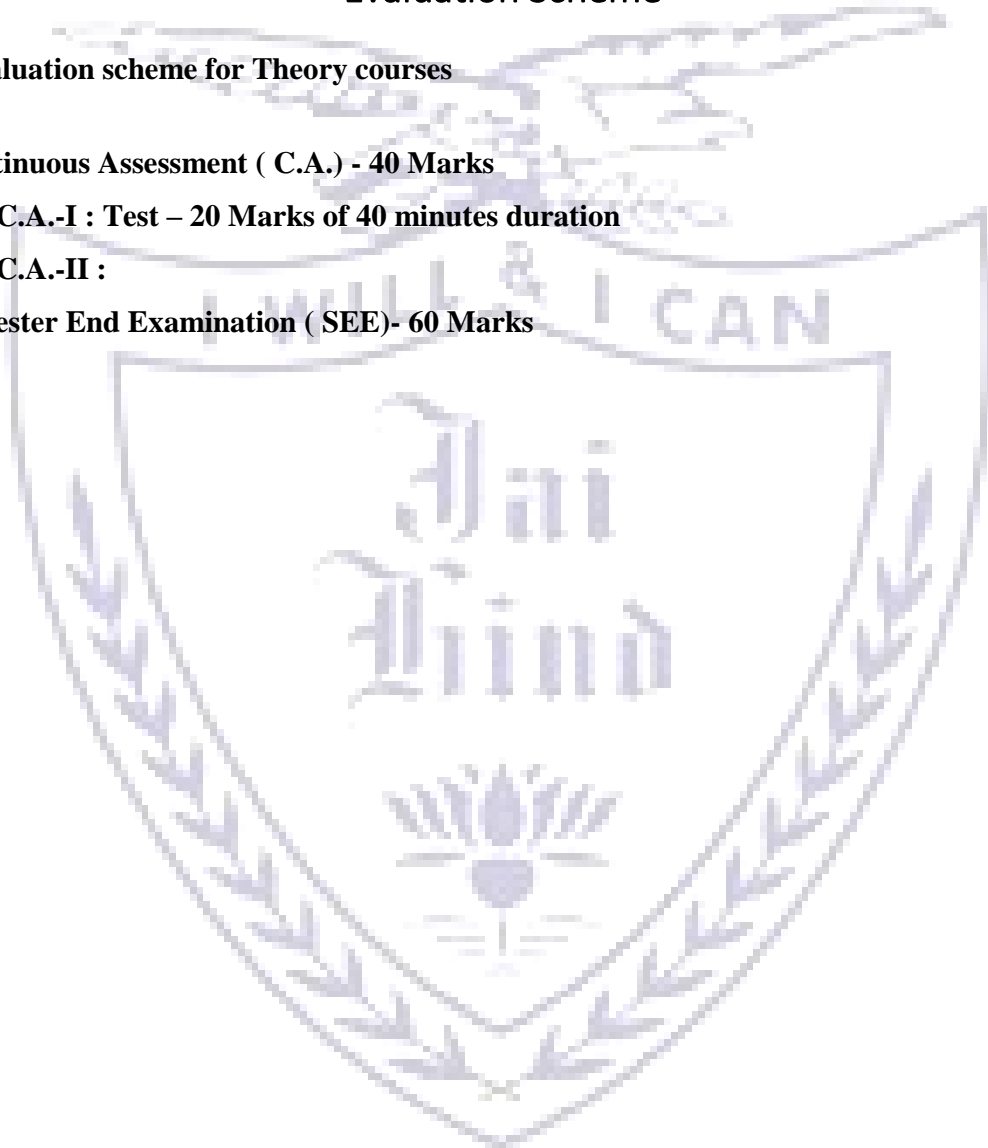 Evaluation Scheme
aluation scheme for Theory courses
tinuous Assessment ( C.A.) - 40 Marks
C.A.-I : Test – 20 Marks of 40 minutes duration
C.A.-II :
ester End Examination ( SEE)- 60 Marks
I WILL & I CAN
Jai
Hind